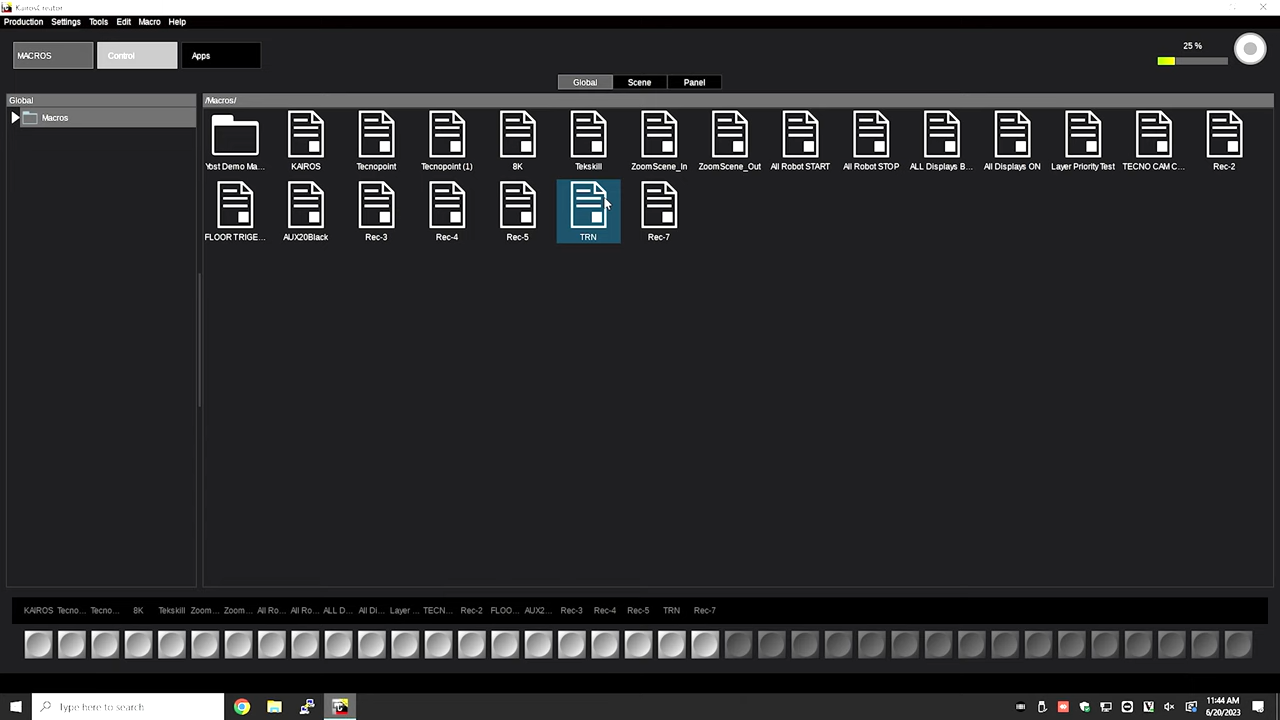 KairosCreator
Production Settings Tools Edit Macro Help
MACROS Control Apps
25 %
Global Scene Panel
Global
Macros
/Macros/
Yost Demo Ma... KAIROS Tecnopoint Tecnopoint (1) 8K Tekskill ZoomScene_In ZoomScene_Out All Robot START All Robot STOP ALL Displays B... All Displays ON Layer Priority Test TECNO CAM C... Rec-2
FLOOR TRIGE... AUX20Black Rec-3 Rec-4 Rec-5 TRN Rec-7
KAIROS Tecno... Tecno... 8K Tekskill Zoom... Zoom... All Ro... All Ro... ALL D... All Di... Layer ... TECN... Rec-2 FLOO... AUX2... Rec-3 Rec-4 Rec-5 TRN Rec-7
Type here to search
11:44 AM
6/20/2023